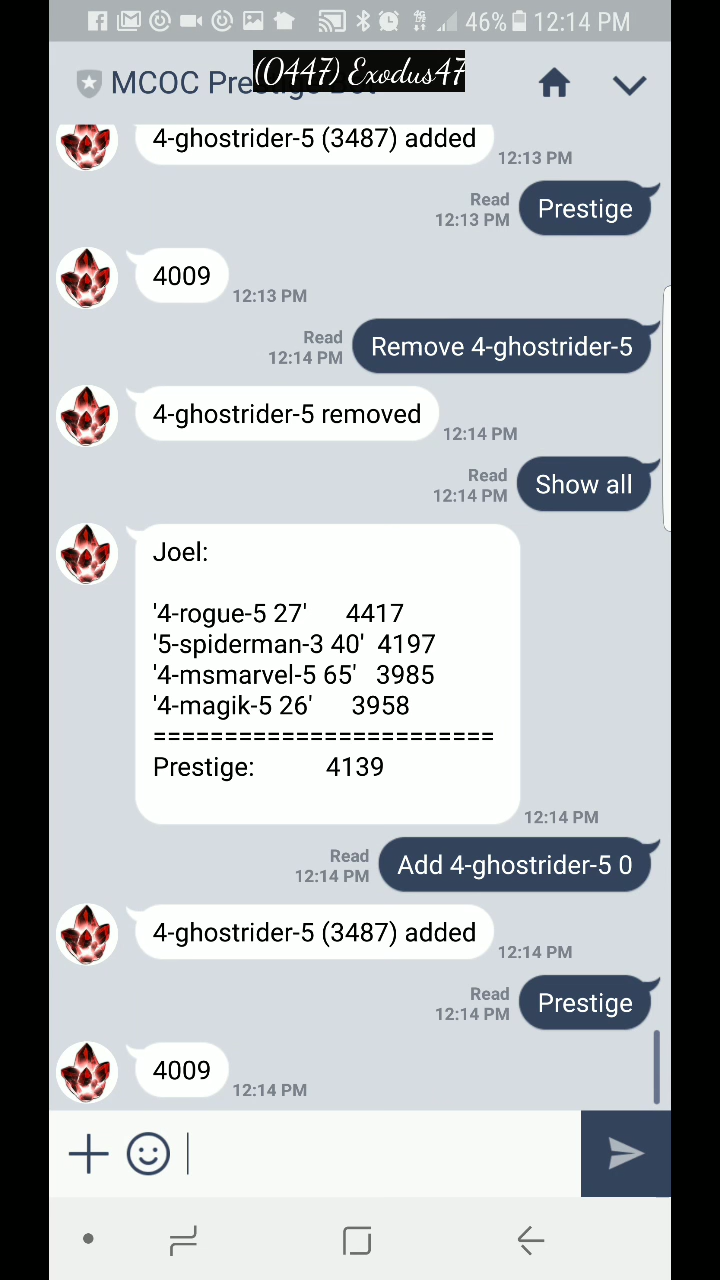 46% 12:14 PM
(0447) Exodus47
MCOC Pre
4-ghostrider-5 (3487) added
12:13 PM
Read
12:13 PM
Prestige
4009
12:13 PM
Read
12:14 PM
Remove 4-ghostrider-5
4-ghostrider-5 removed
12:14 PM
Read
12:14 PM
Show all
Joel:
'4-rogue-5 27' 4417
'5-spiderman-3 40' 4197
'4-msmarvel-5 65' 3985
'4-magik-5 26' 3958
========================
Prestige: 4139
12:14 PM
Read
12:14 PM
Add 4-ghostrider-5 0
4-ghostrider-5 (3487) added
12:14 PM
Read
12:14 PM
Prestige
4009
12:14 PM